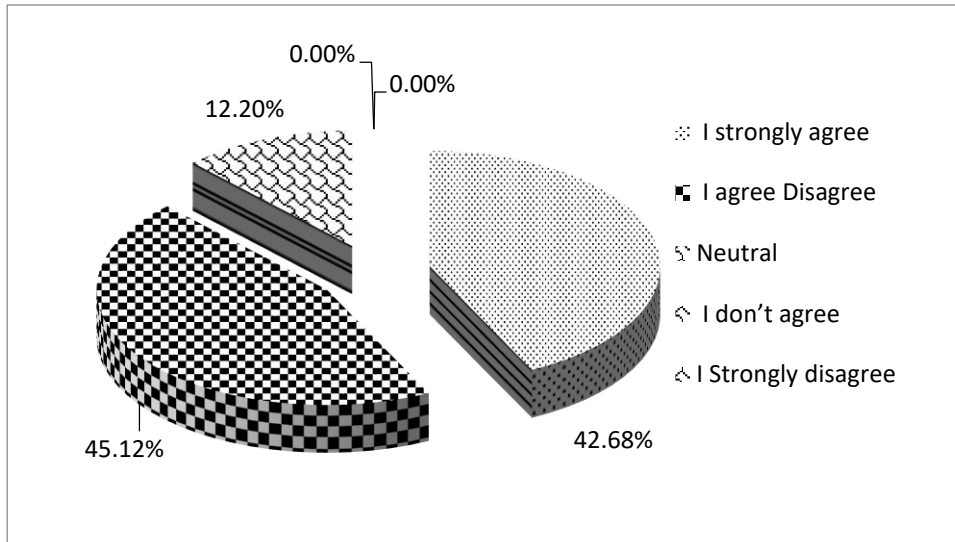 0.00%
0.00%
12.20%
I strongly agree
I agree Disagree
Neutral
I don’t agree
I Strongly disagree
45.12%
42.68%